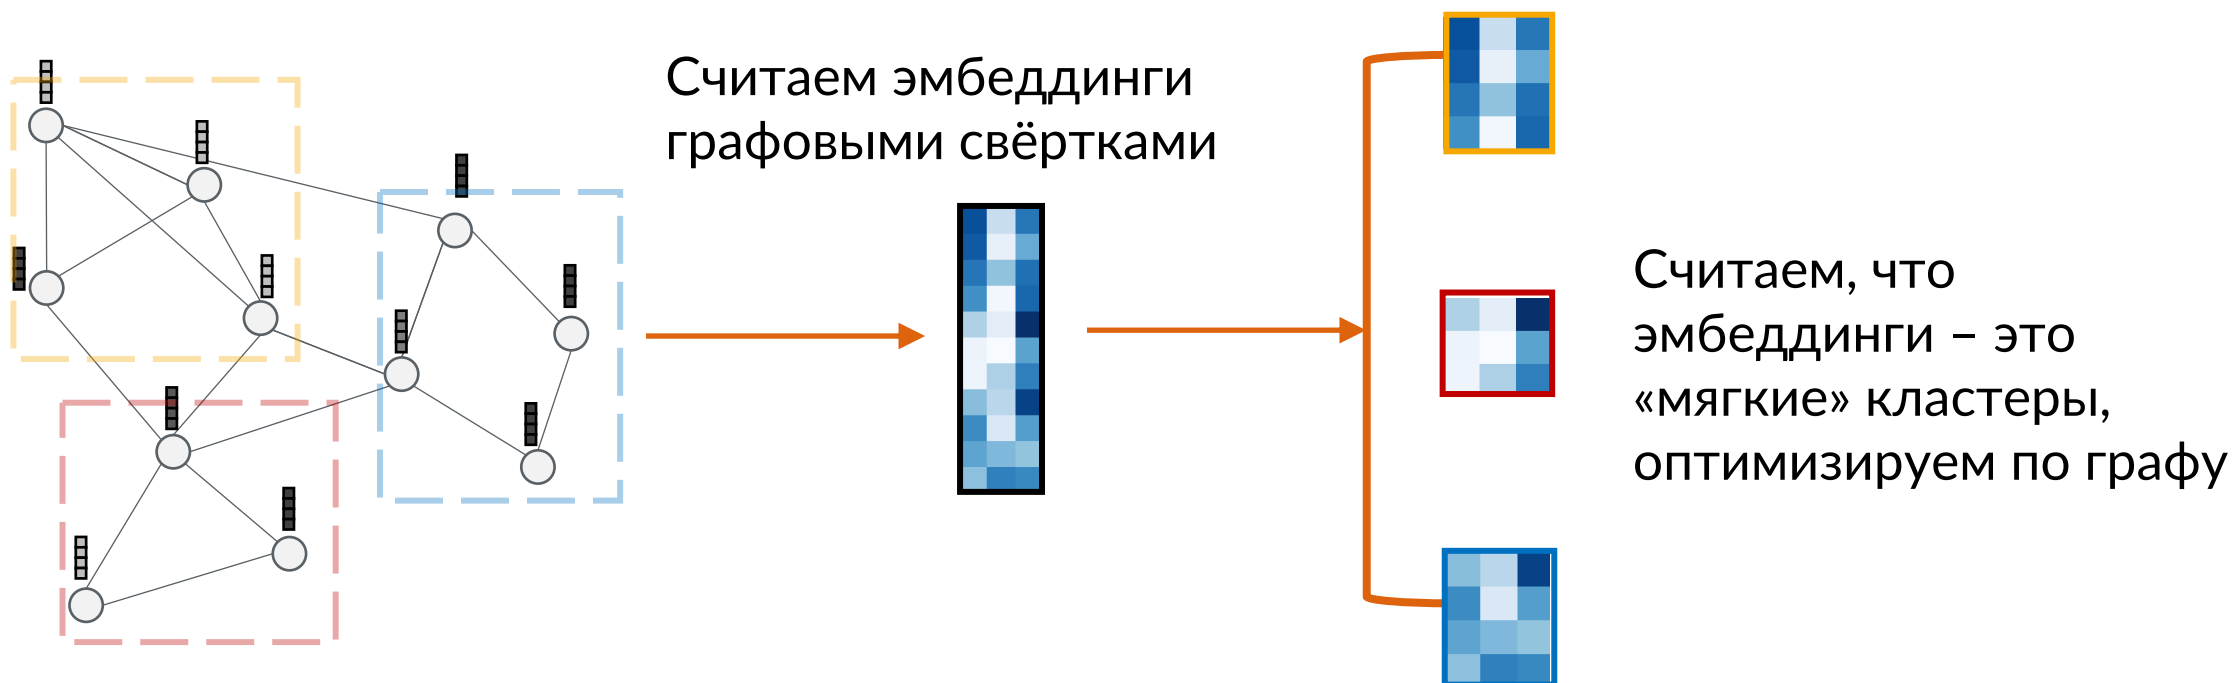 Считаем эмбеддинги
графовыми свёртками
Считаем, что
эмбеддинги – это
«мягкие» кластеры,
оптимизируем по графу